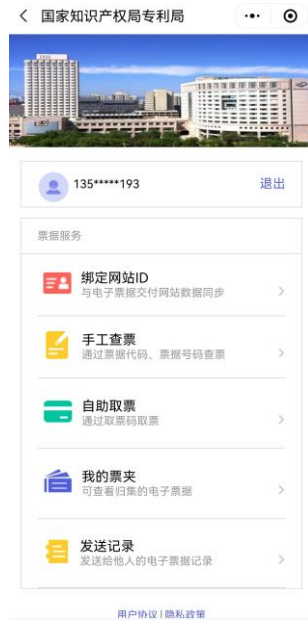 国家知识产权局专利局
135*****193 退出
票据服务
绑定网站ID
与电子票据交付网站数据同步
手工查票
通过票据代码、票据号码查票
自助取票
通过取票码取票
我的票夹
可查看归集的电子票据
发送记录
发送给他人的电子票据记录
用户协议|隐私政策